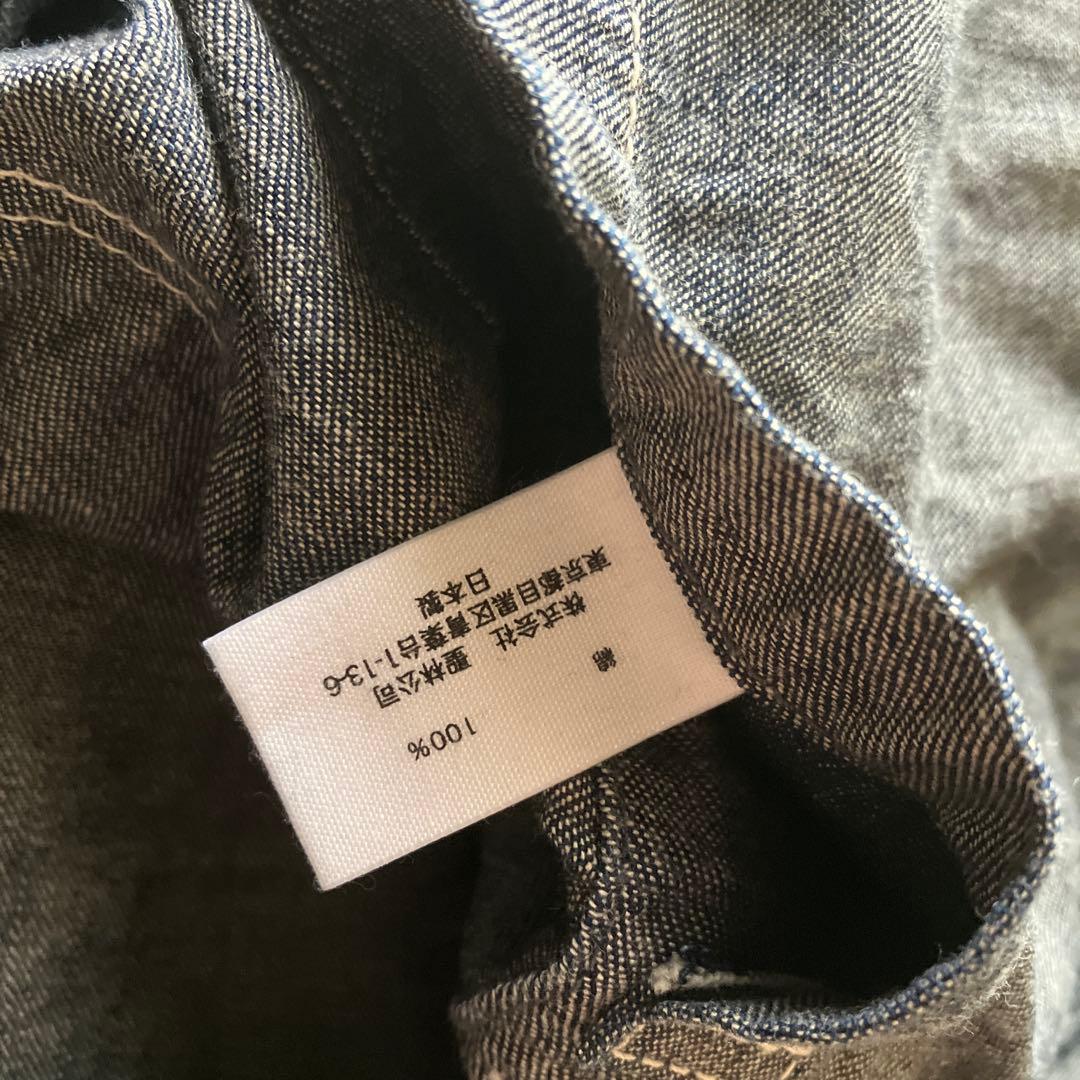 綿 100%
株式会社 聖林公司
東京都目黒区青葉台1-13-6
日本製